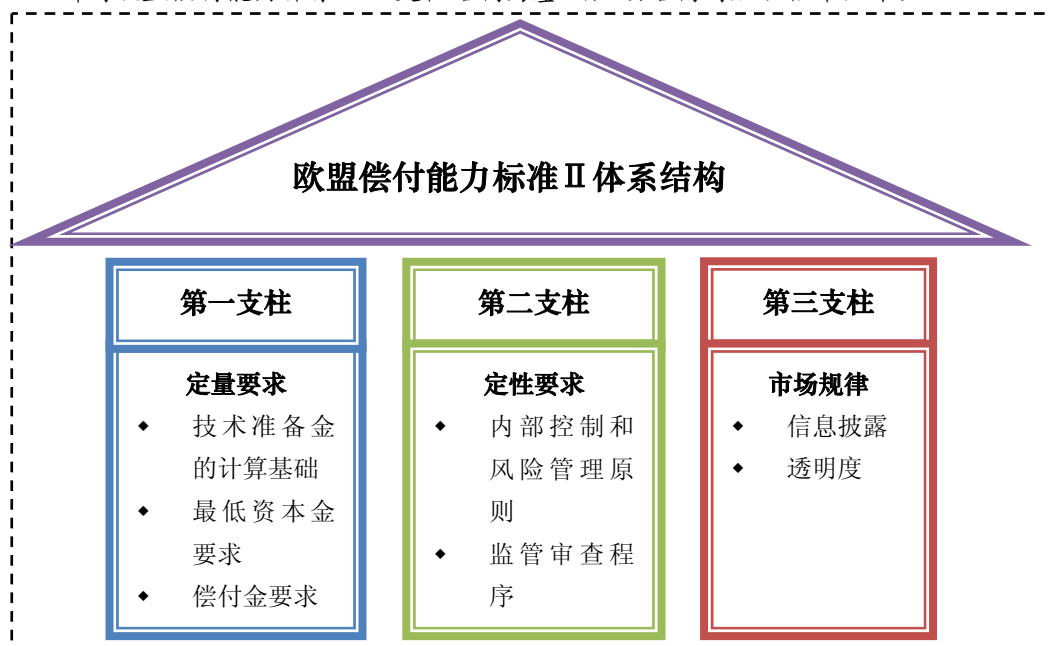 欧盟偿付能力标准Ⅱ体系结构
第一支柱
定量要求
◆ 技术准备金
的计算基础
◆ 最低资本金
要求
◆ 偿付金要求
第二支柱
定性要求
◆ 内部控制和
风险管理原
则
◆ 监管审查程
序
第三支柱
市场规律
◆ 信息披露
◆ 透明度